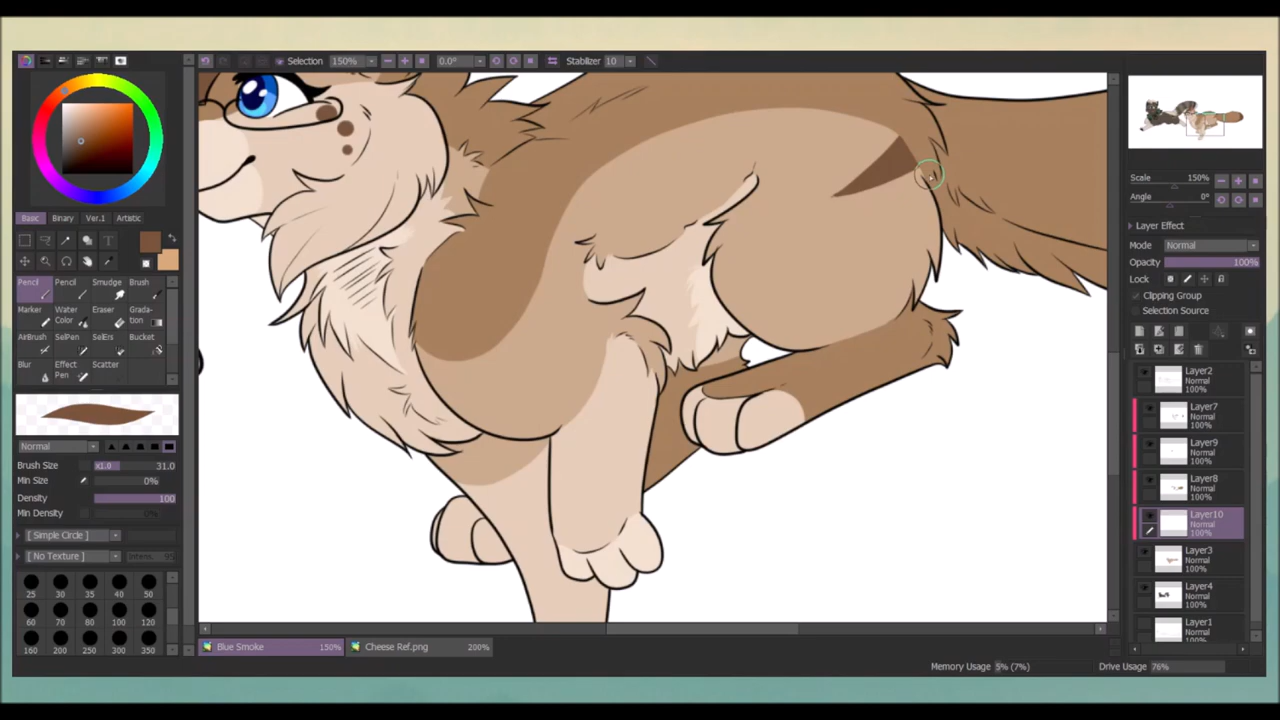 Selection 150% 0.0° Stabilizer 10
Scale 150%
Angle 0°
Layer Effect
Mode Normal
Opacity 100%
Lock
Clipping Group
Selection Source
Basic Binary Ver.1 Artistic
Pencil Pencil Smudge Brush
Marker Water Color Eraser Grada-tion
AirBrush SelPen SelErs Bucket
Blur Effect Pen Scatter
Normal
Brush Size x1.0 31.0
Min Size 0%
Density 100
Min Density 0%
[ Simple Circle ]
[ No Texture ] Intens. 95
25 30 35 40 50
60 70 80 100 120
160 200 250 300 350
Layer2
Normal
100%
Layer7
Normal
100%
Layer9
Normal
100%
Layer8
Normal
100%
Layer10
Normal
100%
Layer3
Normal
100%
Layer4
Normal
100%
Layer1
Normal
100%
Blue Smoke 150% Cheese Ref.png 200%
Memory Usage 5% (7%) Drive Usage 76%